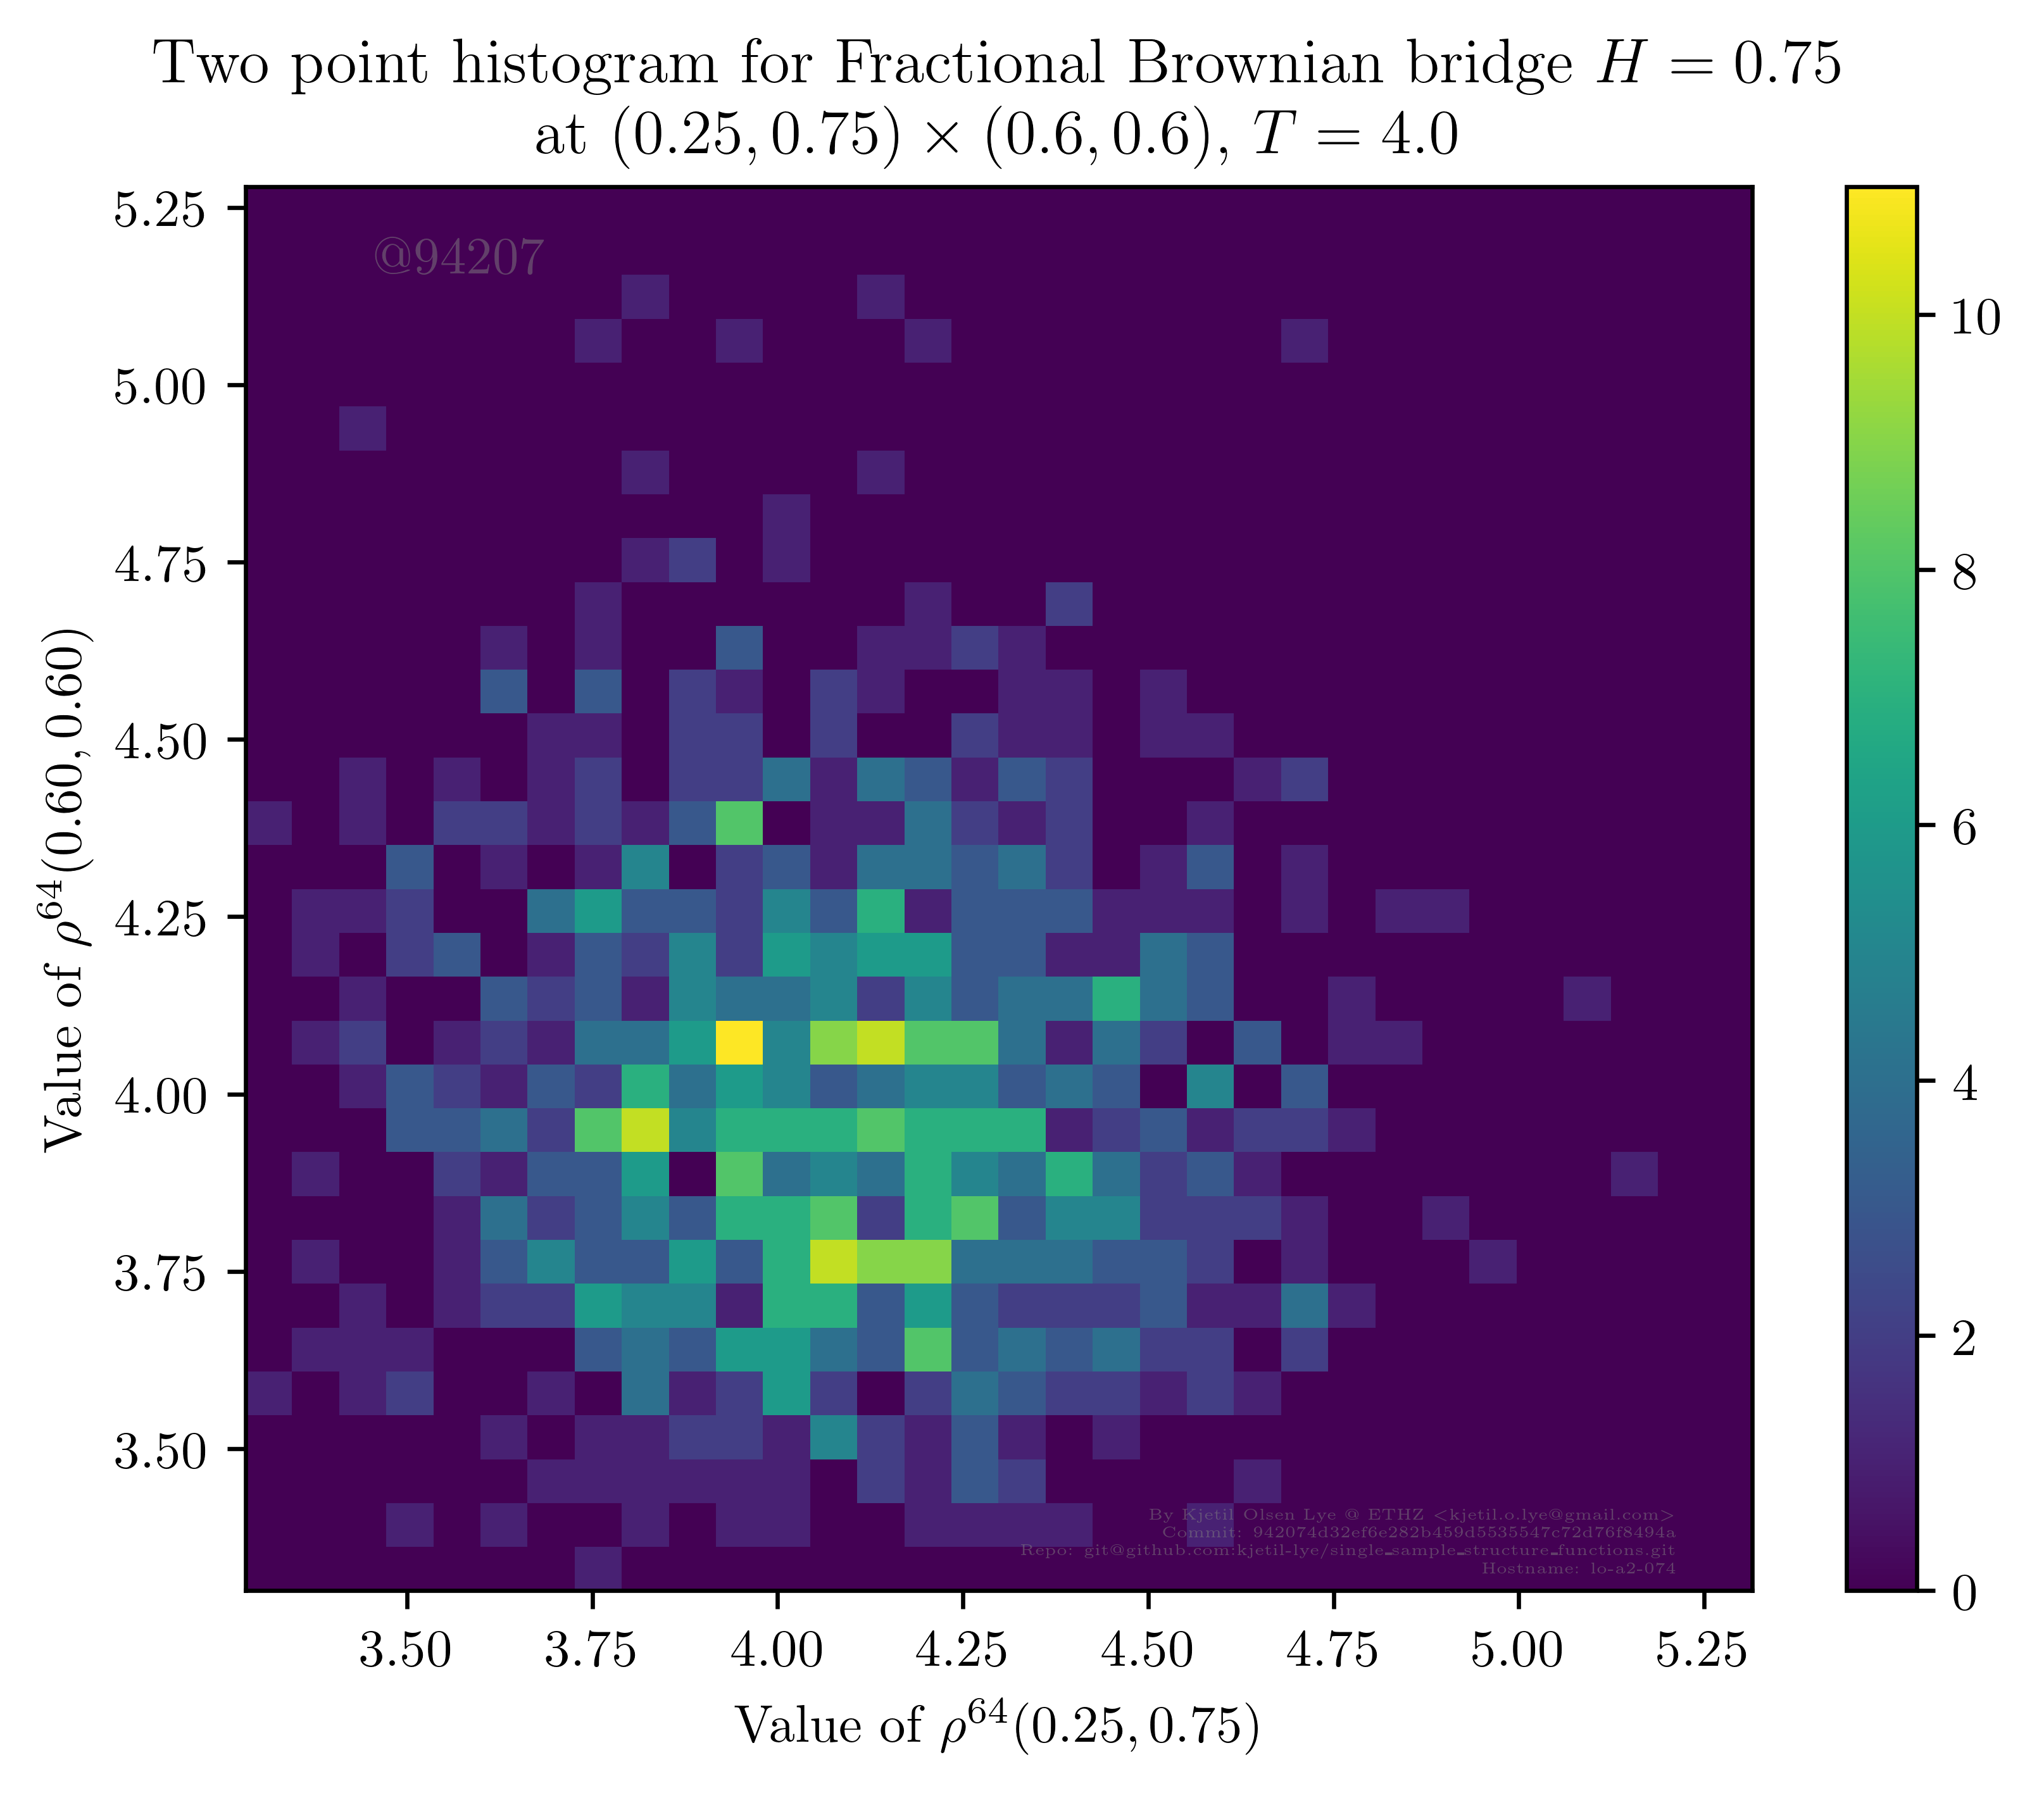 Two point histogram for Fractional Brownian bridge H = 0.75
at (0.25, 0.75) × (0.6, 0.6), T = 4.0
@94207
5.25
5.00
4.75
4.50
4.25
4.00
3.75
3.50
Value of ρ^64(0.60, 0.60)
3.50 3.75 4.00 4.25 4.50 4.75 5.00 5.25
Value of ρ^64(0.25, 0.75)
10
8
6
4
2
0
By Kjetil Olsen Lye @ ETHZ <kjetil.o.lye@gmail.com>
Commit: 942074d32ef6e282b459d5535547c72d76f8494a
Repo: git@github.com:kjetil-lye/single_sample_structure_functions.git
Hostname: lo-a2-074